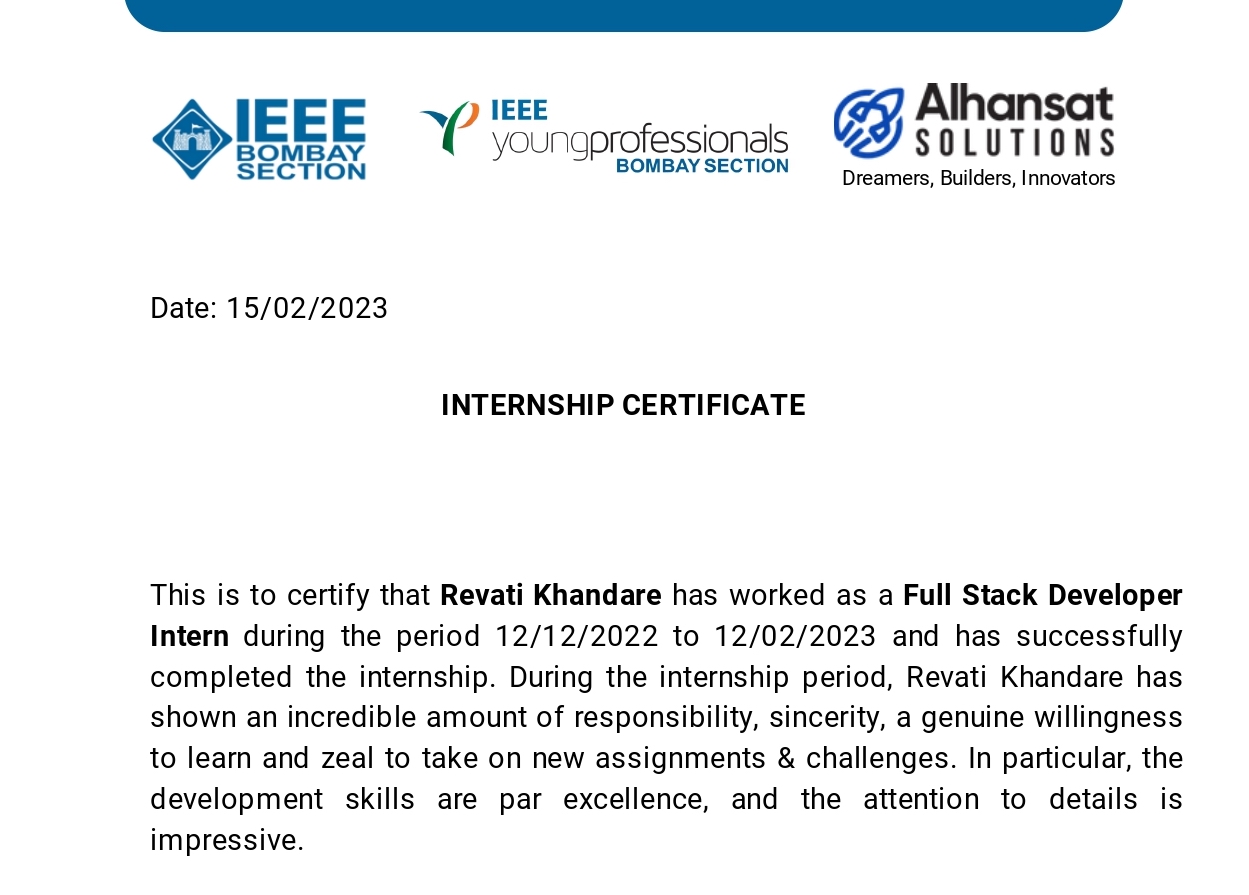 IEEE
BOMBAY
SECTION
IEEE
youngprofessionals
BOMBAY SECTION
Alhansat
SOLUTIONS
Dreamers, Builders, Innovators
Date: 15/02/2023
INTERNSHIP CERTIFICATE
This is to certify that Revati Khandare has worked as a Full Stack Developer
Intern during the period 12/12/2022 to 12/02/2023 and has successfully
completed the internship. During the internship period, Revati Khandare has
shown an incredible amount of responsibility, sincerity, a genuine willingness
to learn and zeal to take on new assignments & challenges. In particular, the
development skills are par excellence, and the attention to details is
impressive.